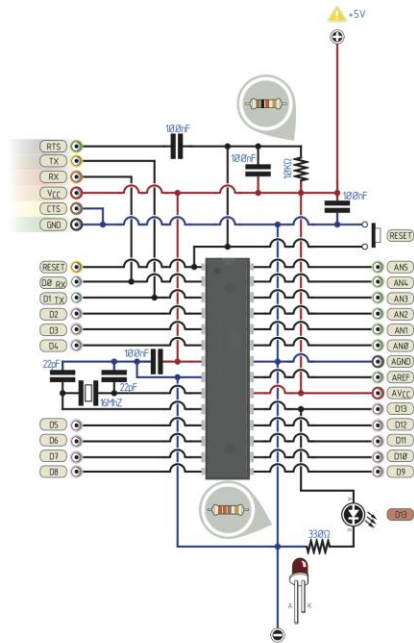 +5V
100nF
RTS
TX
RX
VCC
CTS
GND
100nF
10KΩ
100nF
RESET
RESET
D0 RX
D1 TX
D2
D3
D4
AN5
AN4
AN3
AN2
AN1
AN0
AGND
AREF
AVCC
D13
D12
D11
D10
D9
100nF
22pF
22pF
16MhZ
D5
D6
D7
D8
D13
330Ω
A
K